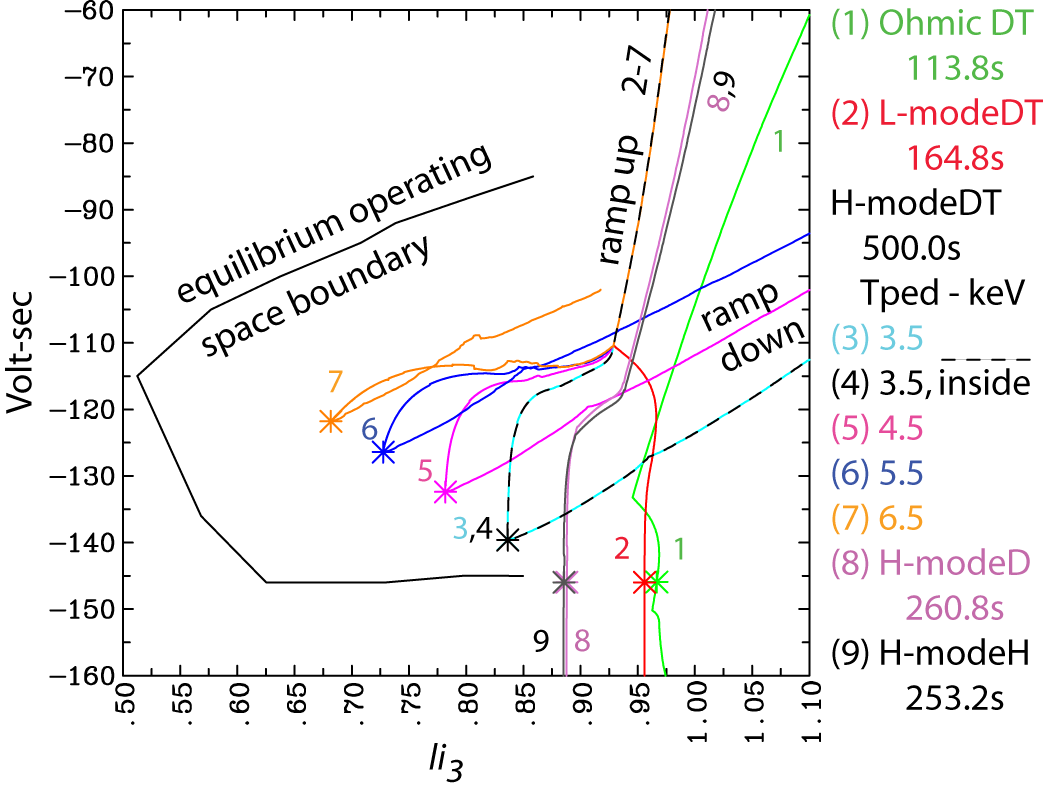 −60
−70
−80
−90
−100
−110
−120
−130
−140
−150
−160
Volt-sec
.50
.55
.60
.65
.70
.75
.80
.85
.90
.95
1.00
1.05
1.10
li3
equilibrium operating
space boundary
ramp up
2-7
8,9
1
ramp
down
7
6
5
3,4
2
1
9
8
(1) Ohmic DT
113.8s
(2) L-modeDT
164.8s
H-modeDT
500.0s
Tped - keV
(3) 3.5
(4) 3.5, inside
(5) 4.5
(6) 5.5
(7) 6.5
(8) H-modeD
260.8s
(9) H-modeH
253.2s